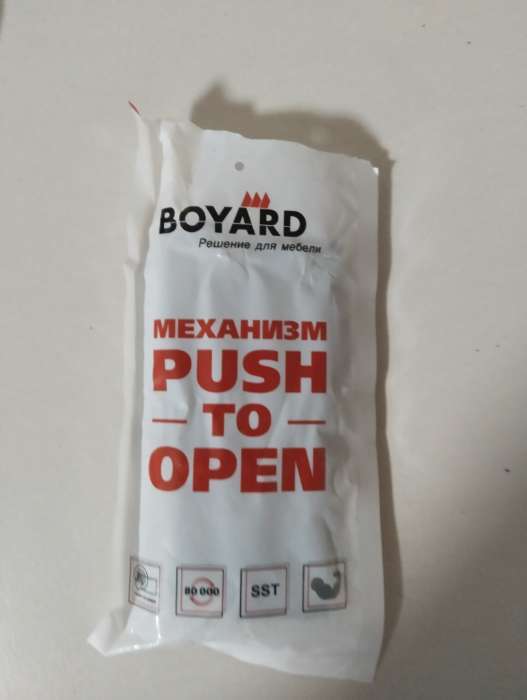 BOYARD
Решение для мебели
МЕХАНИЗМ
PUSH
TO
OPEN
80 000
SST